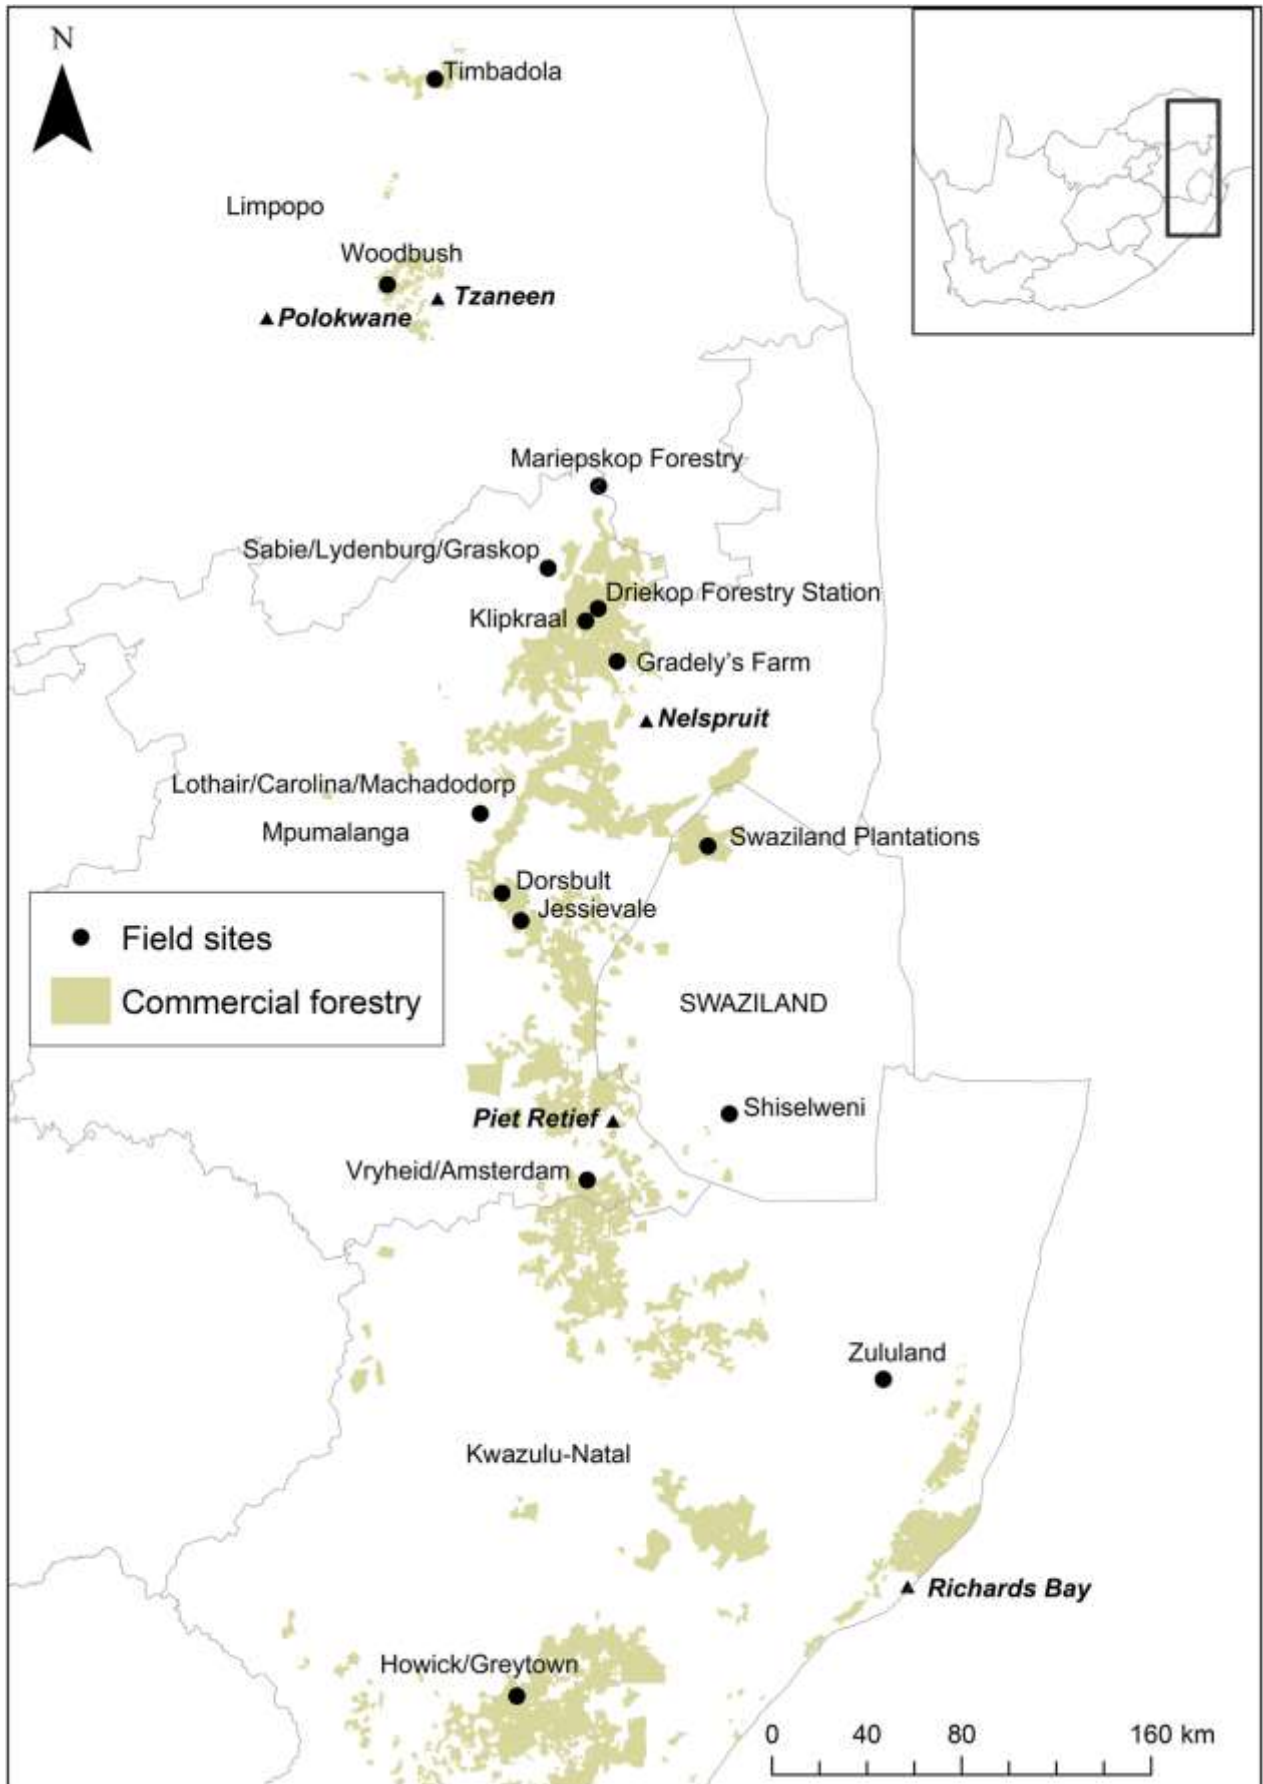 N
Timbadola
Limpopo
Woodbush
Tzaneen
Polokwane
Mariepskop Forestry
Sabie/Lydenburg/Graskop
Driekop Forestry Station
Klipkraal
Gradely's Farm
Nelspruit
Lothair/Carolina/Machadodorp
Mpumalanga
Swaziland Plantations
Dorsbult
Jessievale
Field sites
Commercial forestry
SWAZILAND
Shiselweni
Piet Retief
Vryheid/Amsterdam
Zululand
Kwazulu-Natal
Richards Bay
Howick/Greytown
0 40 80 160 km